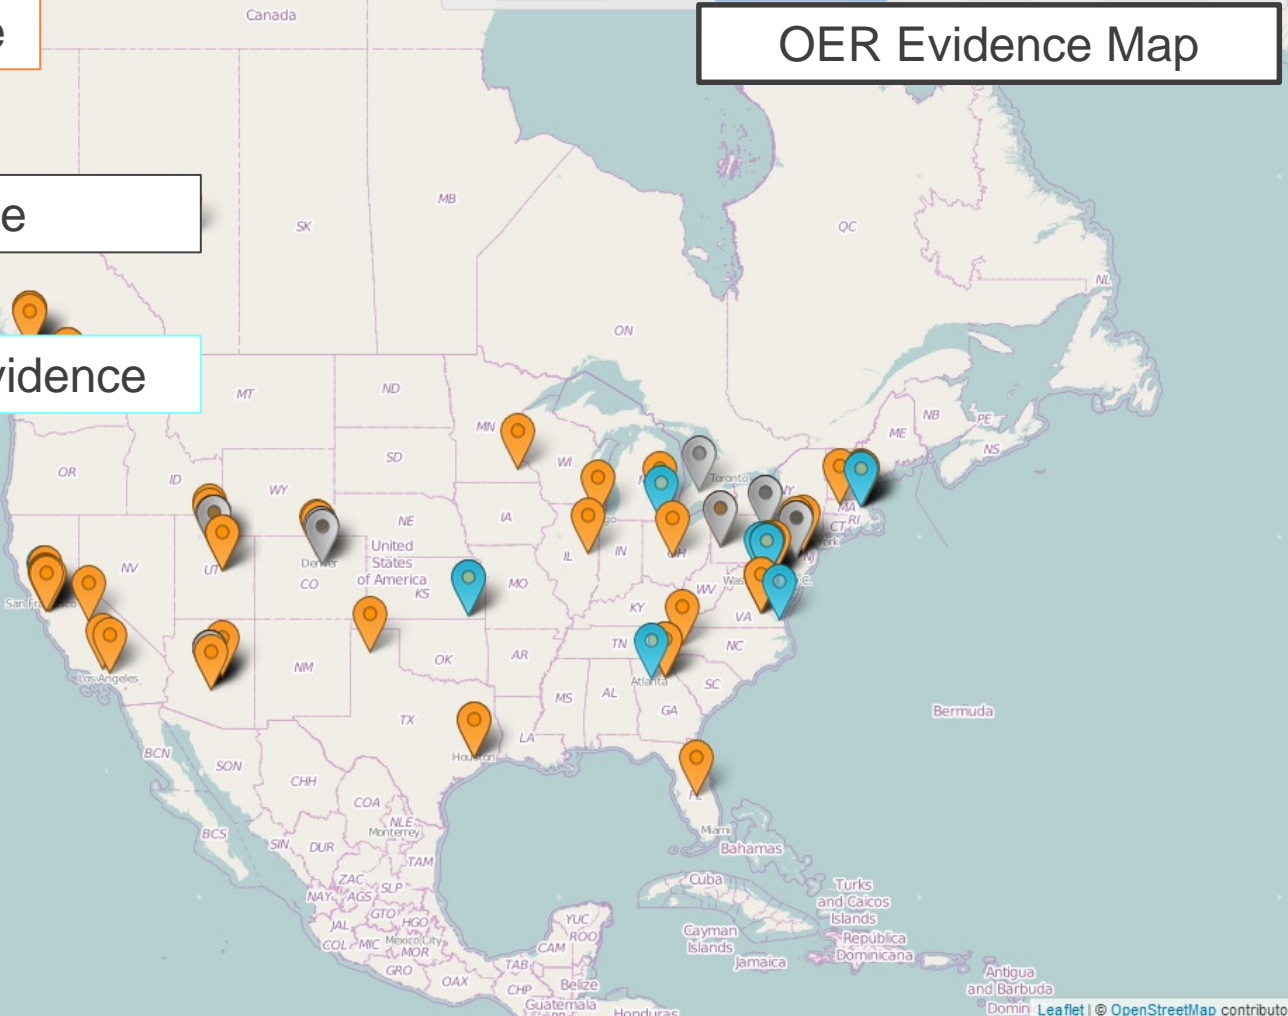 Canada
e
OER Evidence Map
MB
e
SK
QC
NL
ON
vidence
MT
ND
NB
PE
MN
ME
NS
OR
ID
SD
WI
WY
Toronto
NY
NE
IA
MA
RI
CT
United
States
of America
Denver
IL
IN
OH
NJ
NV
UT
CO
KS
MO
WV
KY
VA
TN
NC
Los Angeles
NM
OK
AR
Atlanta
SC
MS
AL
GA
TX
Bermuda
LA
Houston
BCN
SON
CHH
COA
NLE
Monterrey
FL
Miami
BCS
SIN
DUR
TAM
Bahamas
ZAC
SLP
NAY
AGS
Cuba
Turks
and Caicos
Islands
GTO
HGO
JAL
YUC
ROO
COL
MIC
Mexico City
MOR
CAM
Cayman
Islands
República
Dominicana
GRO
OAX
TAB
CHP
Jamaica
Belize
Antigua
and Barbuda
Guatemala
Honduras
Domin
Leaflet | © OpenStreetMap contributo